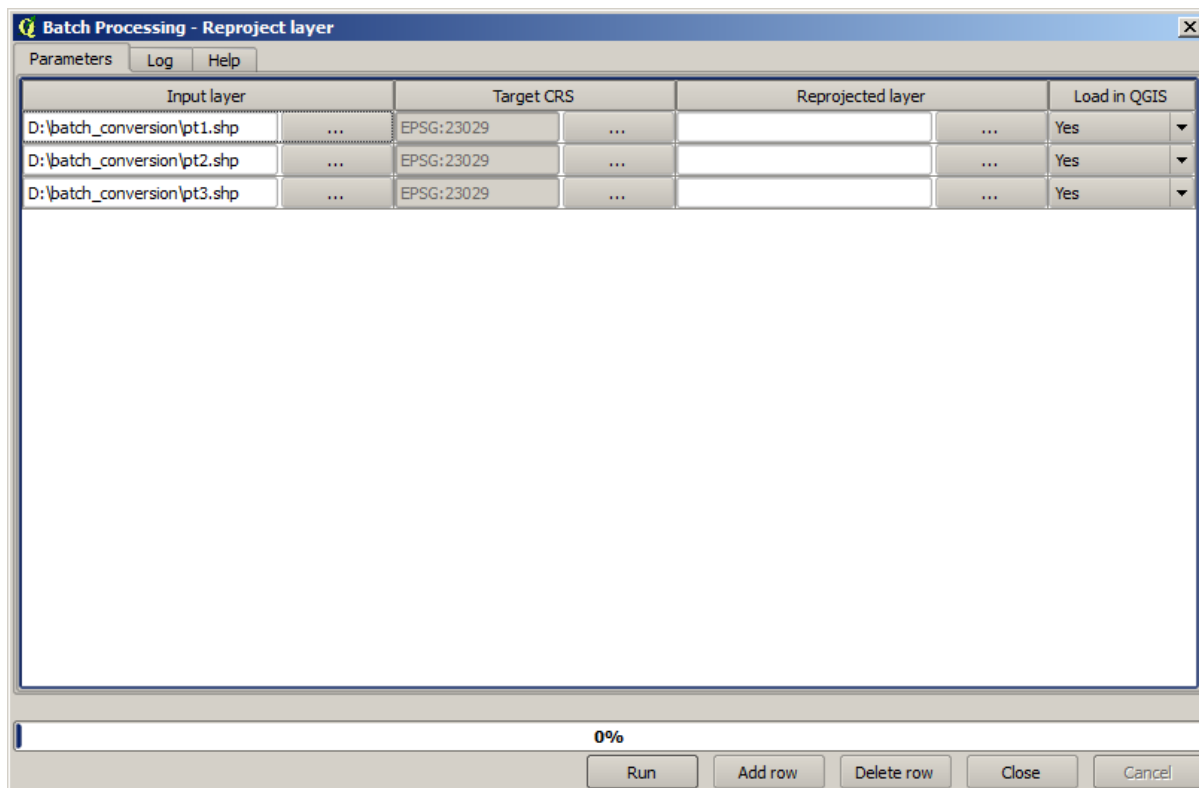 Batch Processing - Reproject layer
Parameters Log Help
Input layer Target CRS Reprojected layer Load in QGIS
D:\batch_conversion\pt1.shp ... EPSG:23029 ... ... Yes
D:\batch_conversion\pt2.shp ... EPSG:23029 ... ... Yes
D:\batch_conversion\pt3.shp ... EPSG:23029 ... ... Yes
0%
Run Add row Delete row Close Cancel